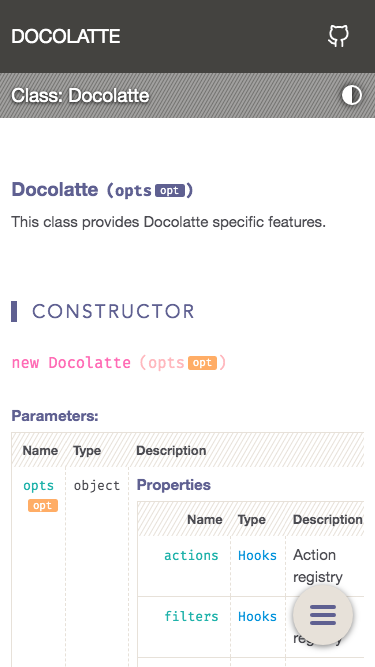 DOCOLATTE
Class: Docolatte
Docolatte (opts opt )
This class provides Docolatte specific features.
CONSTRUCTOR
new Docolatte (opts opt )
Parameters:
Name Type Description
opts object Properties
opt
Name Type Description
actions Hooks Action
registry
filters Hooks